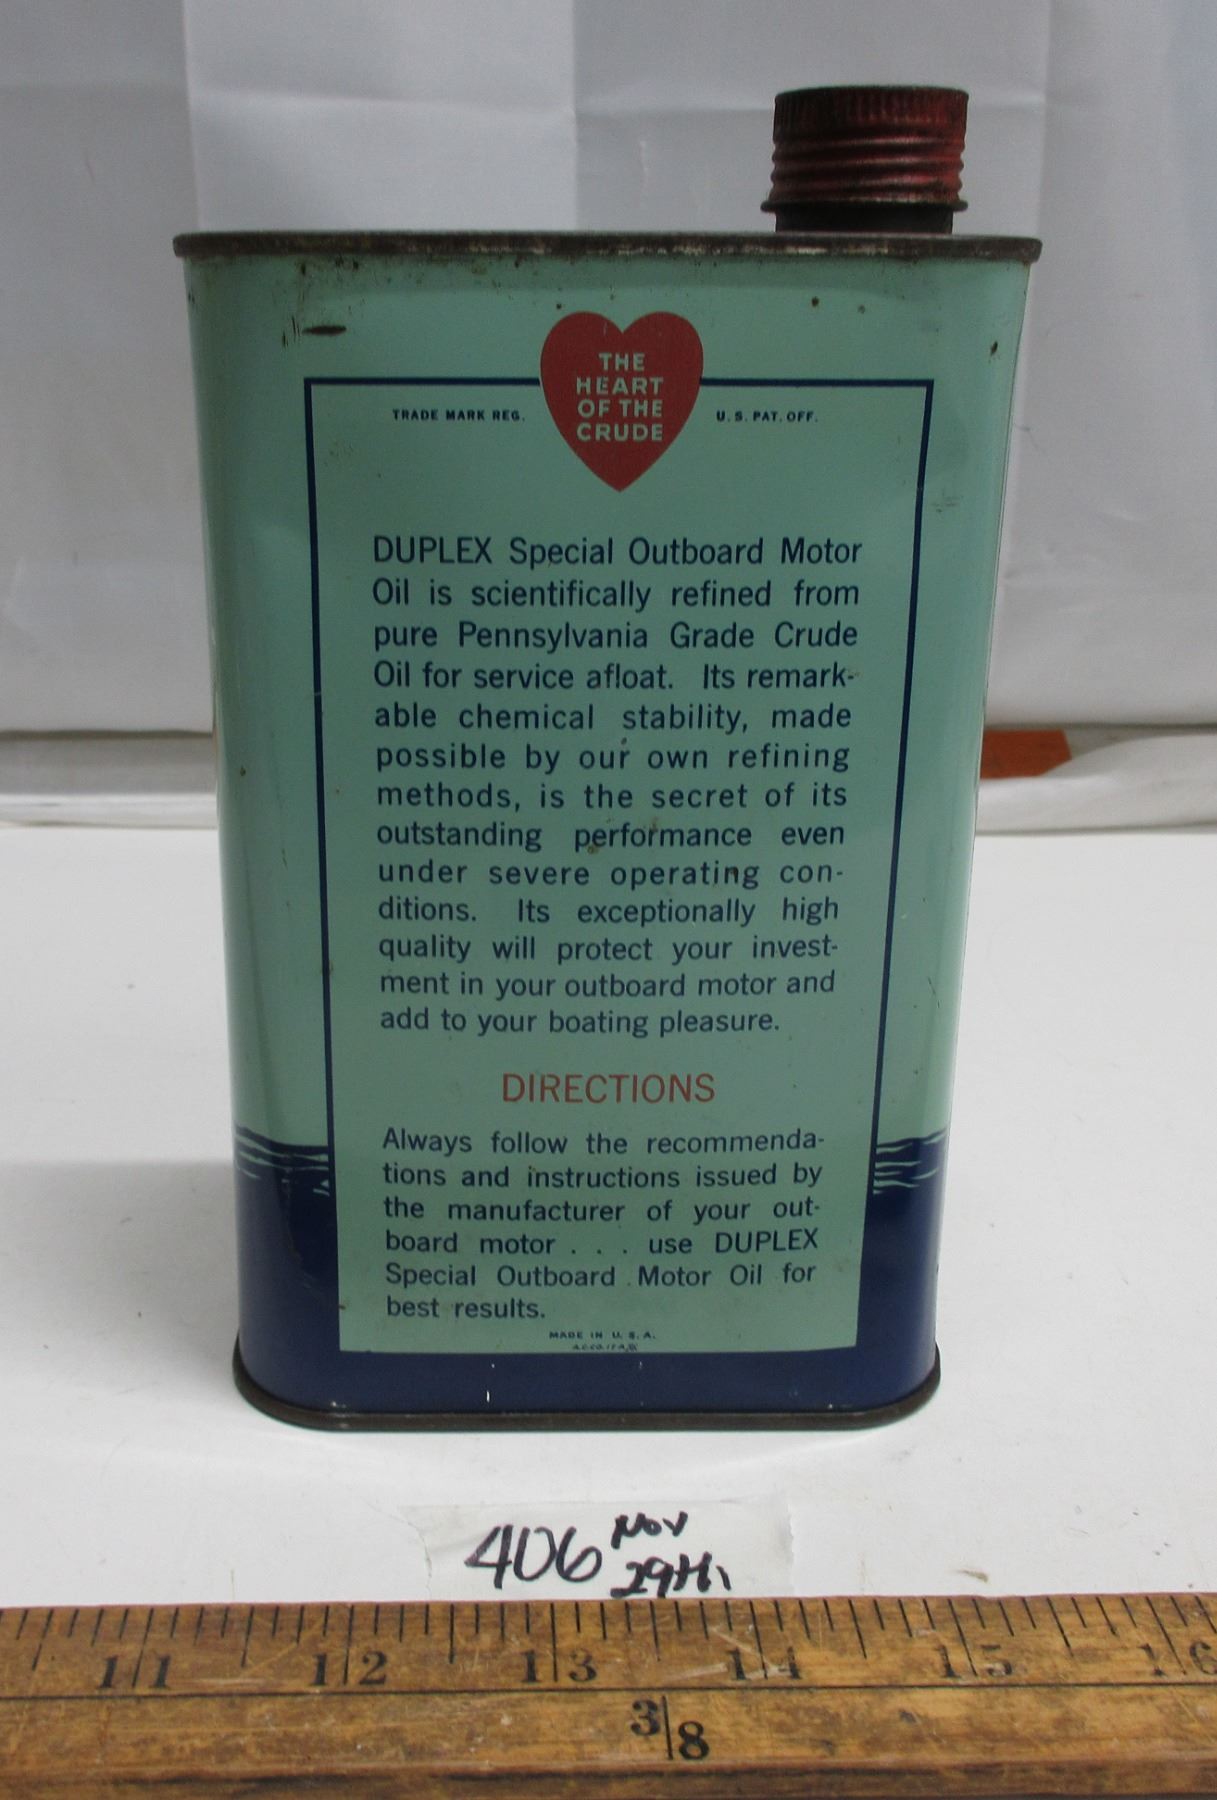 THE
HEART
OF THE
CRUDE
TRADE MARK REG. U. S. PAT. OFF.
DUPLEX Special Outboard Motor
Oil is scientifically refined from
pure Pennsylvania Grade Crude
Oil for service afloat. Its remark-
able chemical stability, made
possible by our own refining
methods, is the secret of its
outstanding performance even
under severe operating con-
ditions. Its exceptionally high
quality will protect your invest-
ment in your outboard motor and
add to your boating pleasure.
DIRECTIONS
Always follow the recommenda-
tions and instructions issued by
the manufacturer of your out-
board motor . . . use DUPLEX
Special Outboard Motor Oil for
best results.
MADE IN U. S. A.
406 Nov
29th
11 12 13 14 15 16
3/8